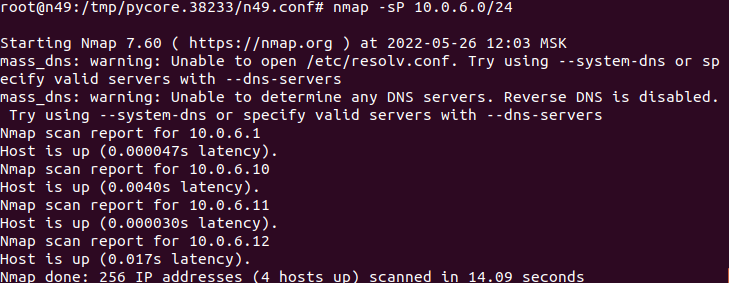 root@n49:/tmp/pycore.38233/n49.conf# nmap -sP 10.0.6.0/24
Starting Nmap 7.60 ( https://nmap.org ) at 2022-05-26 12:03 MSK
mass_dns: warning: Unable to open /etc/resolv.conf. Try using --system-dns or sp
ecify valid servers with --dns-servers
mass_dns: warning: Unable to determine any DNS servers. Reverse DNS is disabled.
 Try using --system-dns or specify valid servers with --dns-servers
Nmap scan report for 10.0.6.1
Host is up (0.000047s latency).
Nmap scan report for 10.0.6.10
Host is up (0.0040s latency).
Nmap scan report for 10.0.6.11
Host is up (0.000030s latency).
Nmap scan report for 10.0.6.12
Host is up (0.017s latency).
Nmap done: 256 IP addresses (4 hosts up) scanned in 14.09 seconds